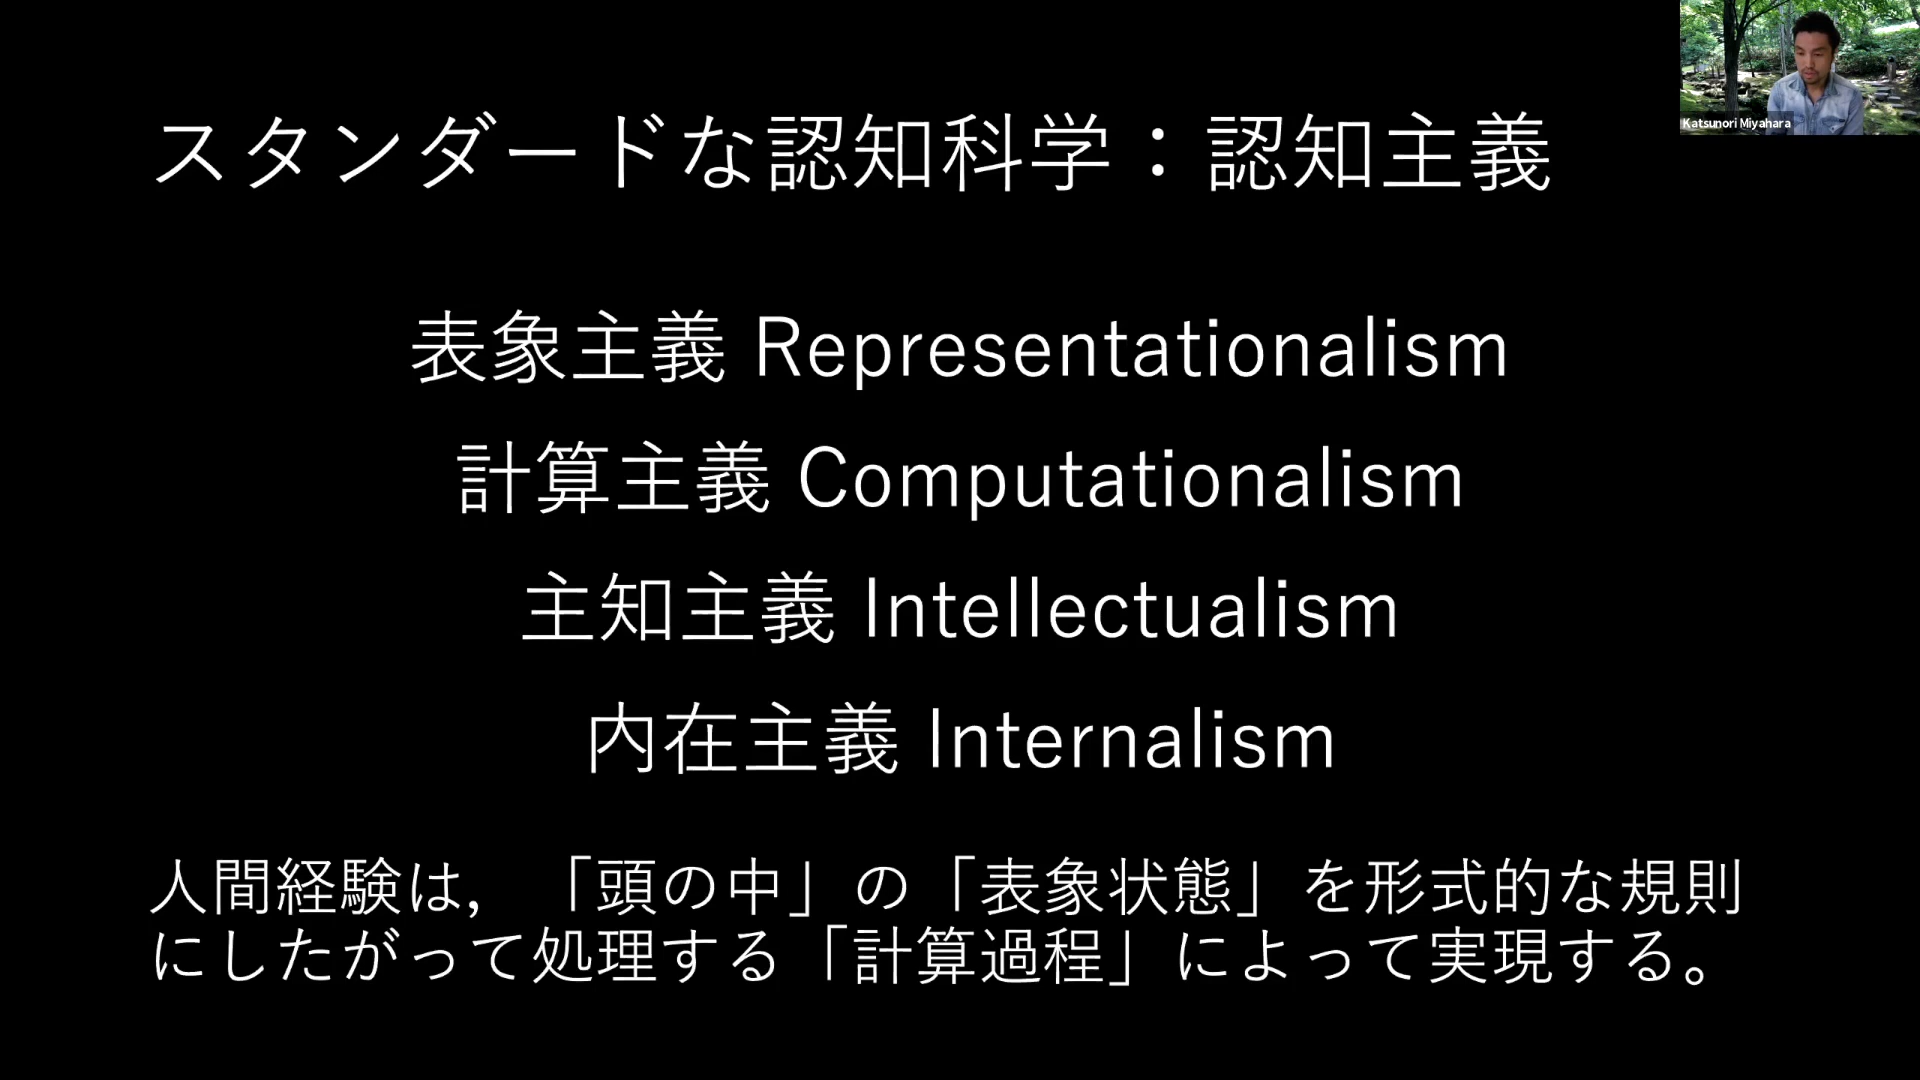 スタンダードな認知科学：認知主義
Katsunori Miyahara
表象主義 Representationalism
計算主義 Computationalism
主知主義 Intellectualism
内在主義 Internalism
人間経験は,「頭の中」の「表象状態」を形式的な規則
にしたがって処理する「計算過程」によって実現する。